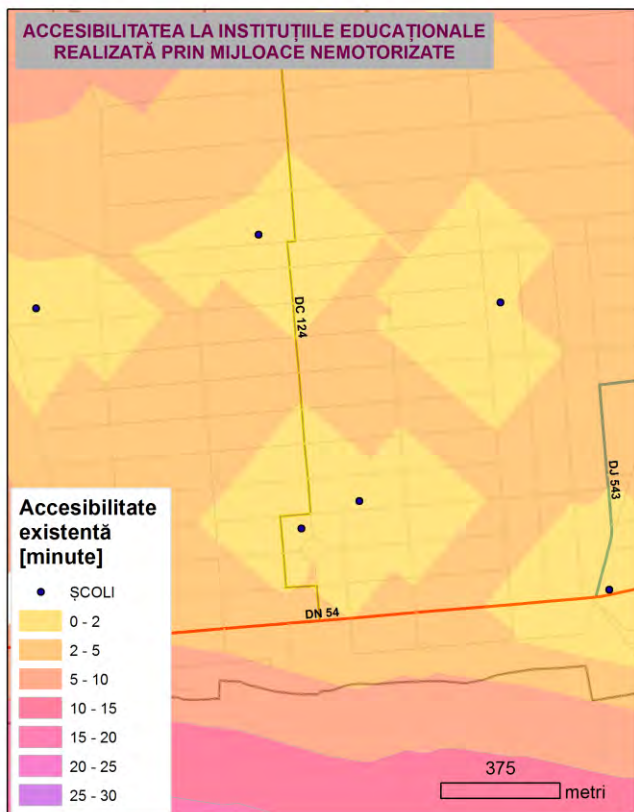 ACCESIBILITATEA LA INSTITUȚIILE EDUCAȚIONALE
REALIZATĂ PRIN MIJLOACE NEMOTORIZATE
DC 124
DJ 543
DN 54
Accesibilitate
existentă
[minute]
ȘCOLI
0 - 2
2 - 5
5 - 10
10 - 15
15 - 20
20 - 25
25 - 30
375
metri